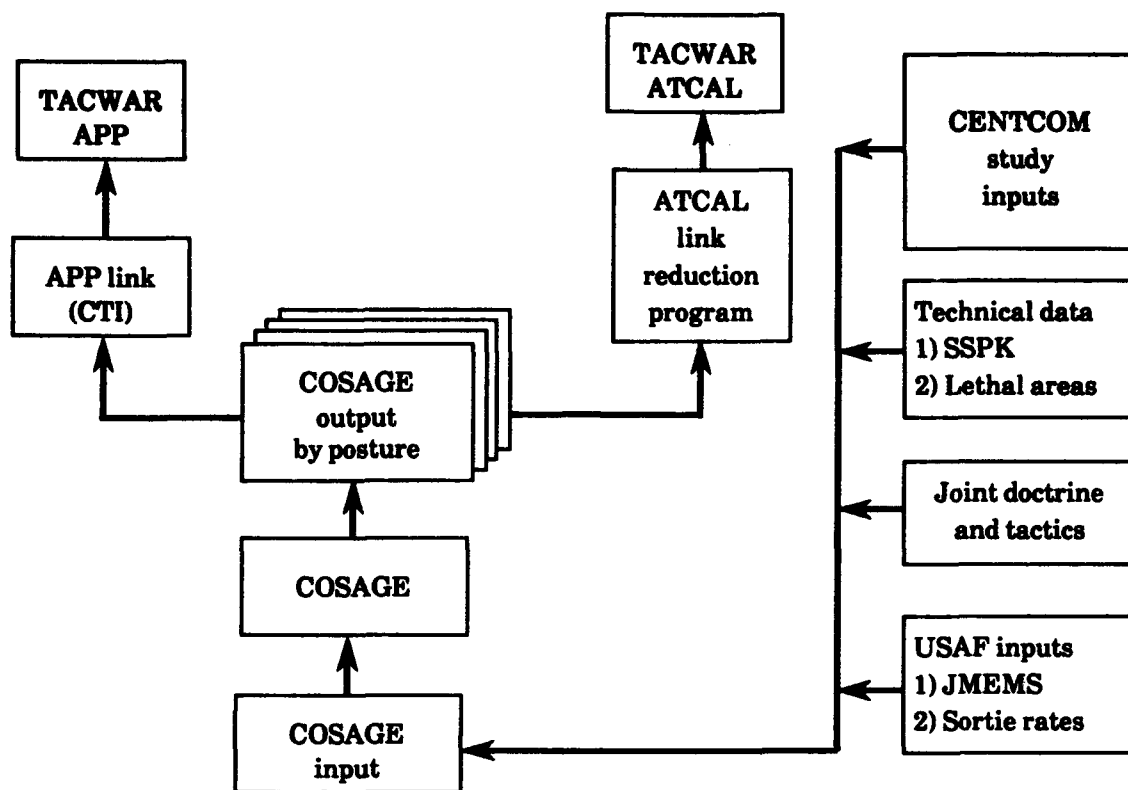 TACWAR
APP
APP link
(CTI)
TACWAR
ATCAL
ATCAL
link
reduction
program
CENTCOM
study
inputs
Technical data
1) SSPK
2) Lethal areas
Joint doctrine
and tactics
USAF inputs
1) JMEMS
2) Sortie rates
COSAGE
output
by posture
COSAGE
COSAGE
input